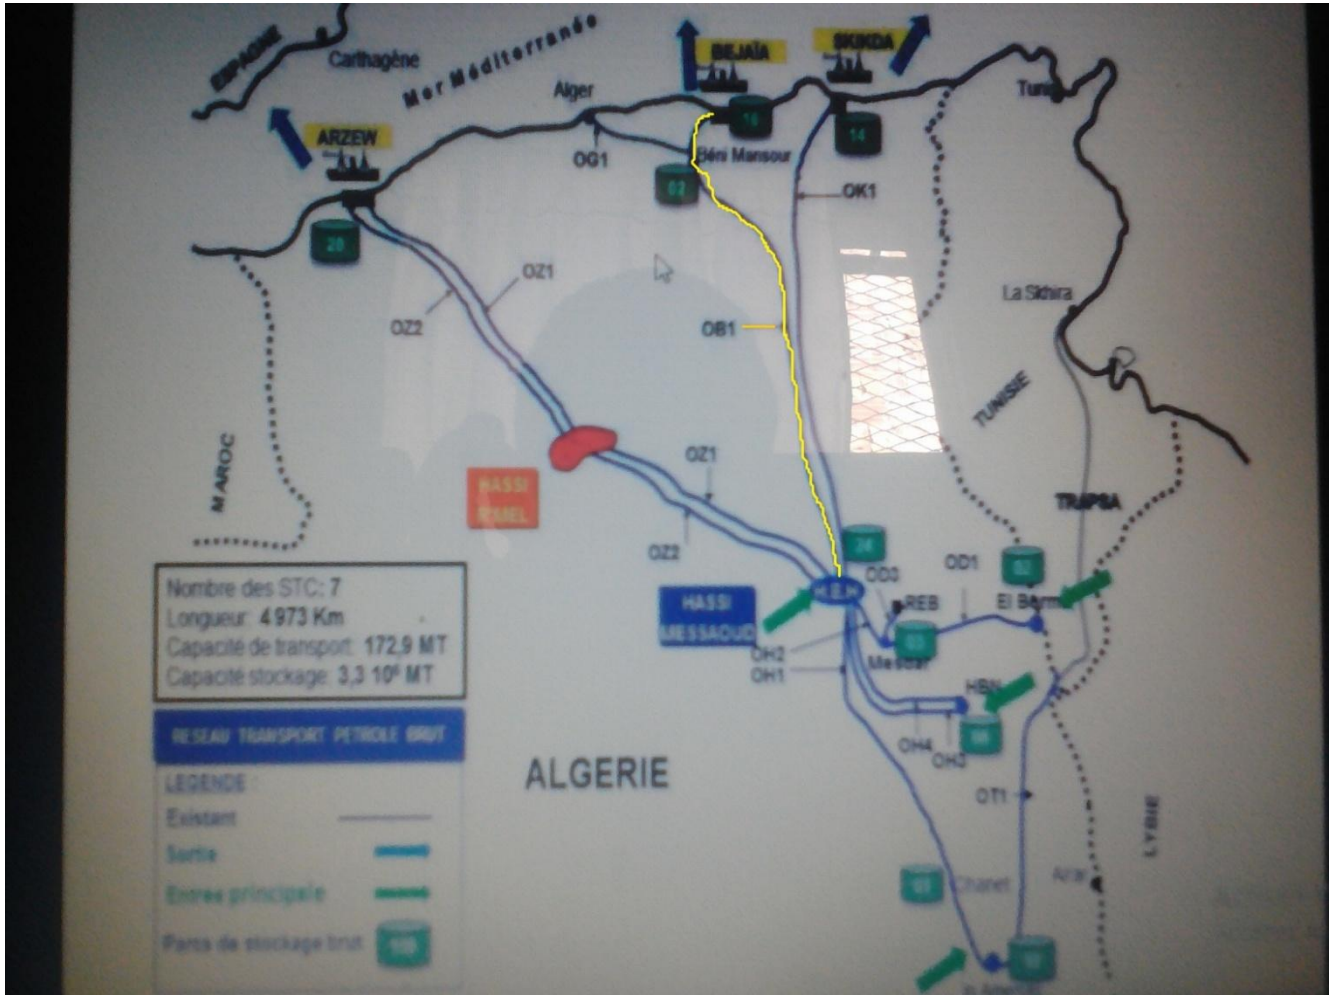 ESPAGNE
Carthagène
Mer Méditerranée
BEJAÏA
SKIKDA
Alger
ARZEW
16
14
Tunis
OG1
Béni Mansour
02
OK1
20
OZ1
OZ2
La Skhira
OB1
TUNISIE
MAROC
OZ1
HASSI
R'MEL
TRAPSA
OZ2
24
OD3
OD1
02
Nombre des STC: 7
Longueur: 4 973 Km
Capacité de transport: 172,9 MT
Capacité stockage: 3,3 10⁶ MT
HASSI
MESSAOUD
H.E.H
REB
El Borma
OH2
OH1
Mesdar
HBN
OH4
OH3
RESEAU TRANSPORT PETROLE BRUT
LEGENDE :
Existant
Sortie
Entrée principale
Parcs de stockage brut
ALGERIE
OT1
LYBIE